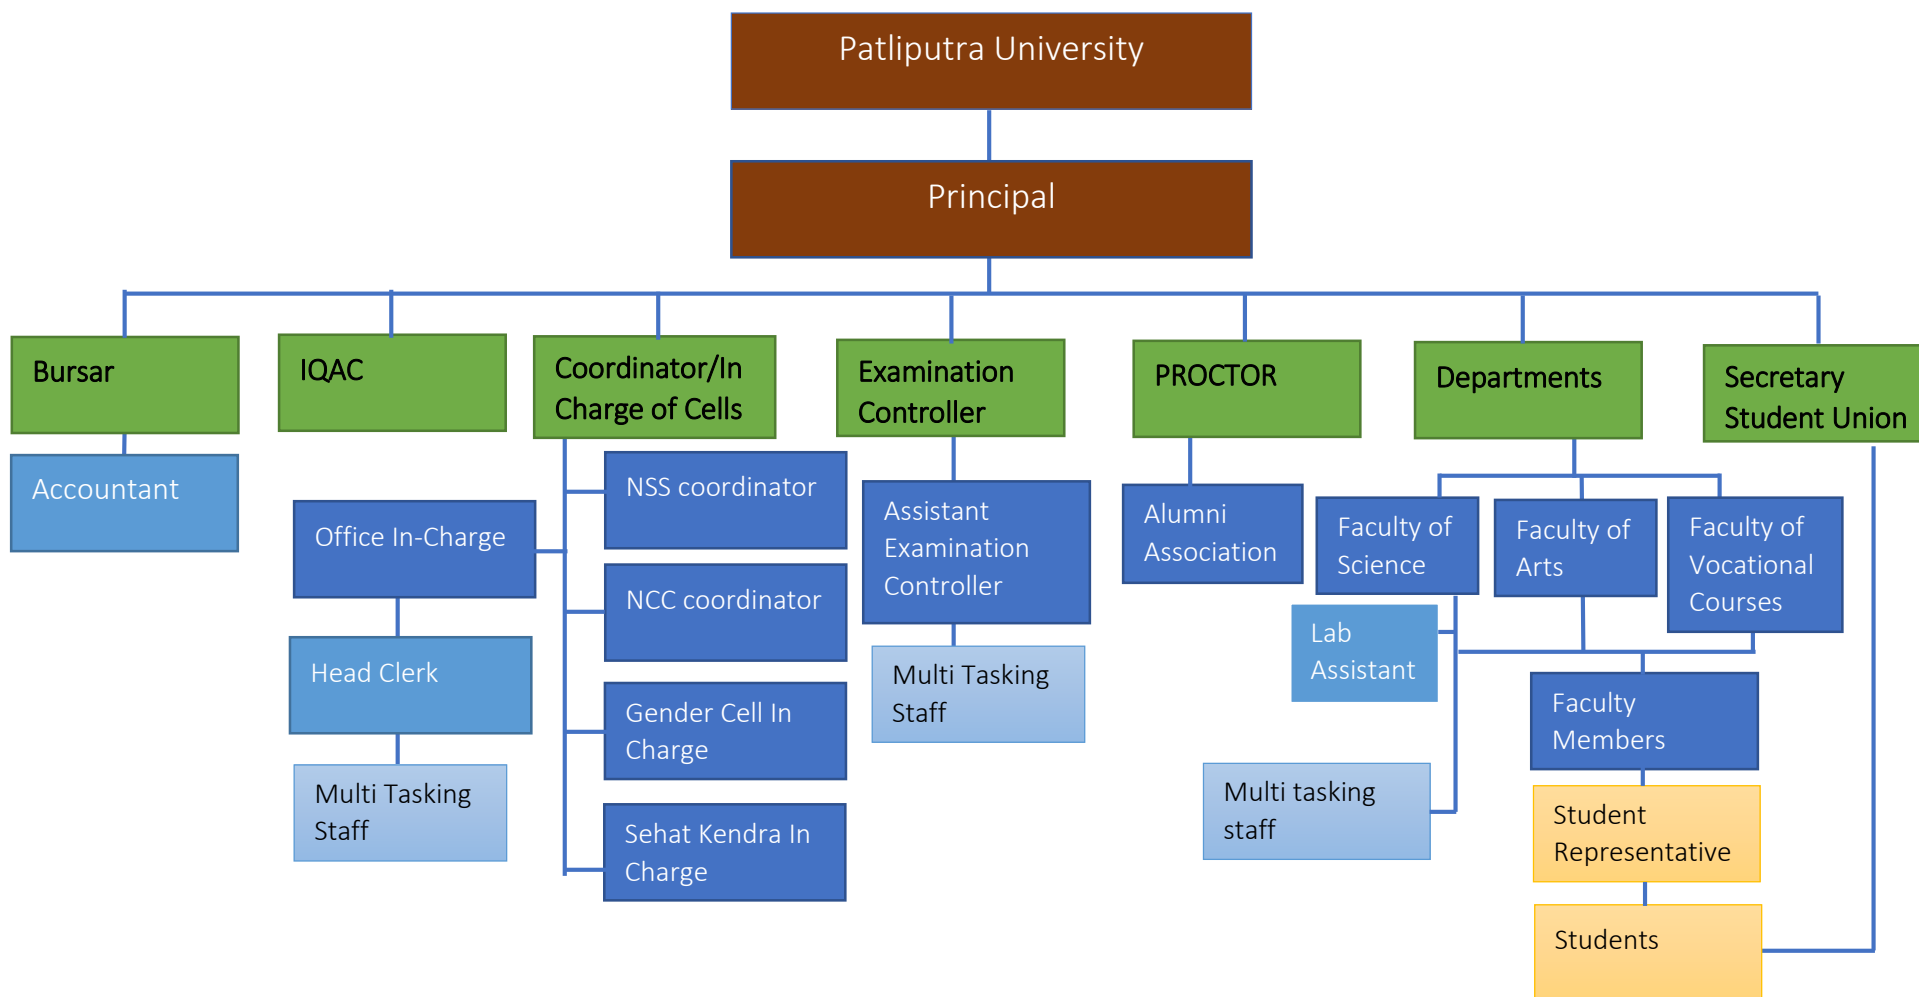 Patliputra University
Principal
Bursar
IQAC
Coordinator/In
Charge of Cells
Examination
Controller
PROCTOR
Departments
Secretary
Student Union
Accountant
Office In-Charge
Head Clerk
Multi Tasking
Staff
NSS coordinator
NCC coordinator
Gender Cell In
Charge
Sehat Kendra In
Charge
Assistant
Examination
Controller
Multi Tasking
Staff
Alumni
Association
Faculty of
Science
Faculty of
Arts
Faculty of
Vocational
Courses
Lab
Assistant
Multi tasking
staff
Faculty
Members
Student
Representative
Students